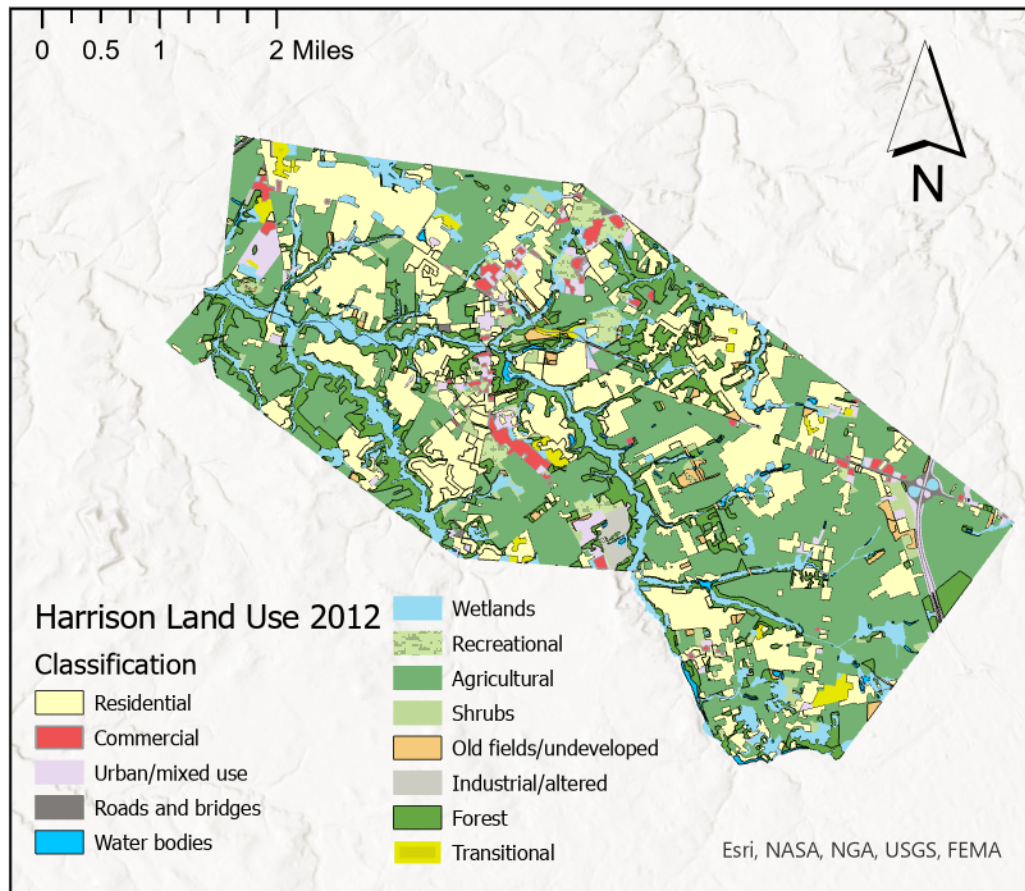 0 0.5 1 2 Miles
N
Harrison Land Use 2012
Classification
Residential
Commercial
Urban/mixed use
Roads and bridges
Water bodies
Wetlands
Recreational
Agricultural
Shrubs
Old fields/undeveloped
Industrial/altered
Forest
Transitional
Esri, NASA, NGA, USGS, FEMA